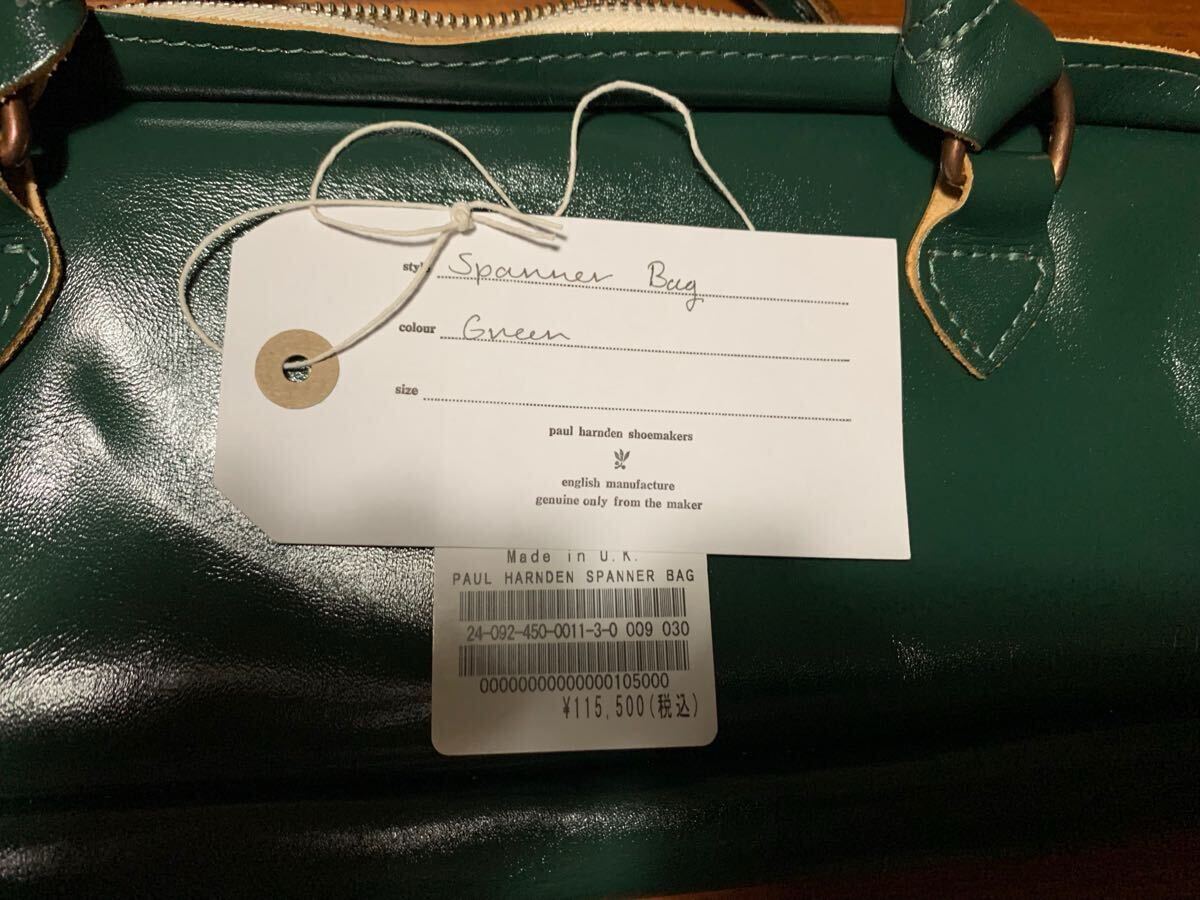 style Spanner Bag
colour Green
size
paul harnden shoemakers
english manufacture
genuine only from the maker
Made in U.K.
PAUL HARNDEN SPANNER BAG
24-092-450-0011-3-0 009 030
00000000000000105000
¥115,500(税込)